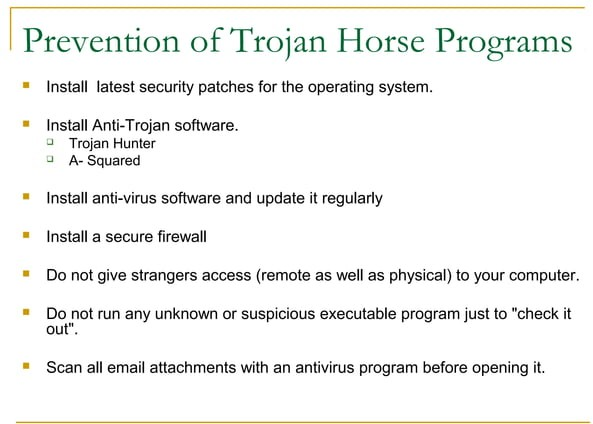 Prevention of Trojan Horse Programs
Install latest security patches for the operating system.
Install Anti-Trojan software.
Trojan Hunter
A- Squared
Install anti-virus software and update it regularly
Install a secure firewall
Do not give strangers access (remote as well as physical) to your computer.
Do not run any unknown or suspicious executable program just to "check it
out".
Scan all email attachments with an antivirus program before opening it.